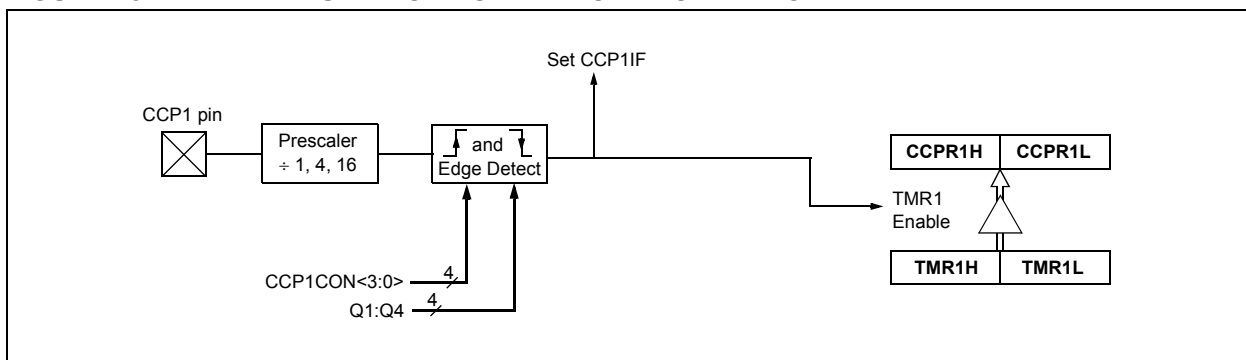 Set CCP1IF
CCP1 pin
Prescaler
÷ 1, 4, 16
and
Edge Detect
CCPR1H CCPR1L
TMR1
Enable
TMR1H TMR1L
CCP1CON<3:0> 4
Q1:Q4 4